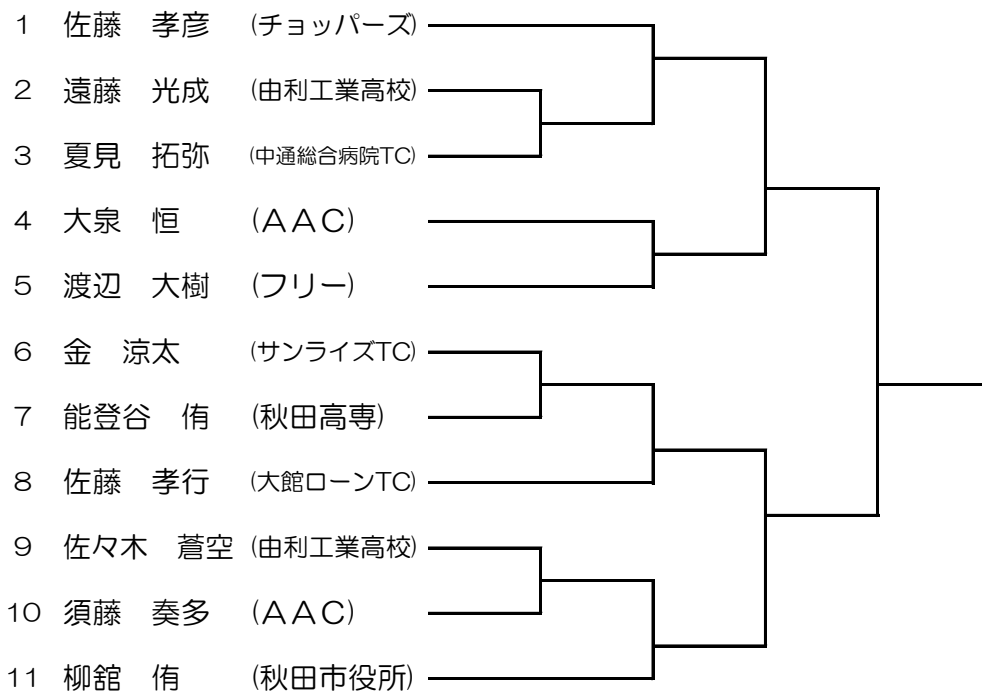 1 佐藤 孝彦 (チョッパーズ)
2 遠藤 光成 (由利工業高校)
3 夏見 拓弥 (中通総合病院TC)
4 大泉 恒 (AAC)
5 渡辺 大樹 (フリー)
6 金 涼太 (サンライズTC)
7 能登谷 侑 (秋田高専)
8 佐藤 孝行 (大館ローンTC)
9 佐々木 蒼空 (由利工業高校)
10 須藤 奏多 (AAC)
11 柳舘 侑 (秋田市役所)